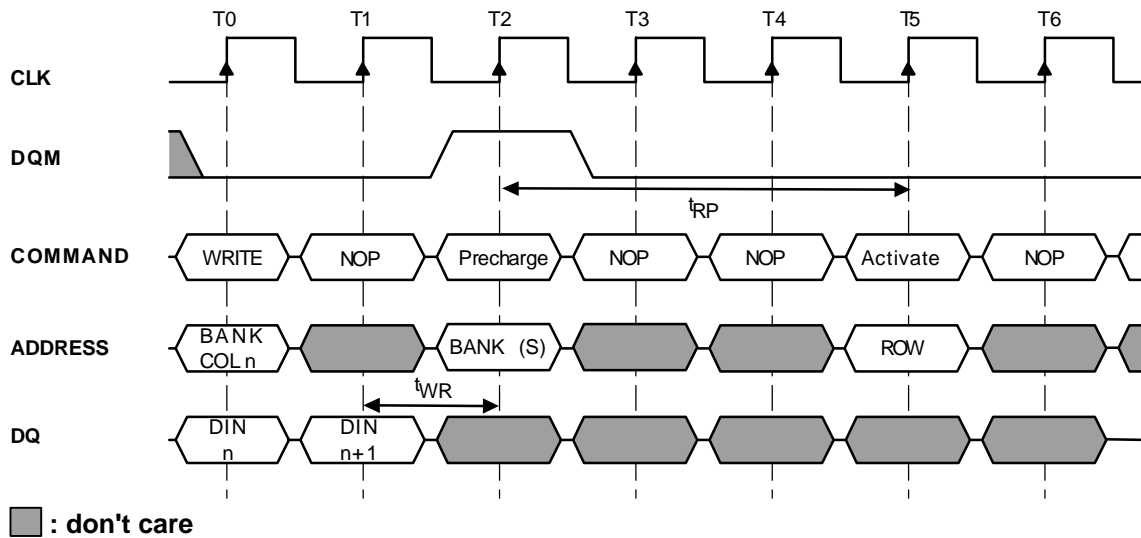 T0 T1 T2 T3 T4 T5 T6
CLK
DQM
tRP
COMMAND WRITE NOP Precharge NOP NOP Activate NOP
ADDRESS BANK COL n BANK (S) ROW
tWR
DQ DIN n DIN n+1
: don't care